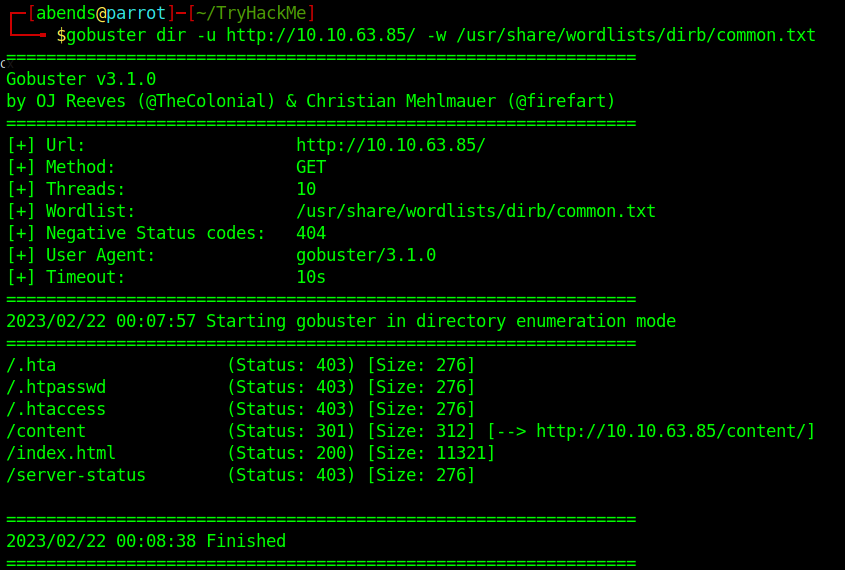 ┌─[abends@parrot]─[~/TryHackMe]
└──╼ $gobuster dir -u http://10.10.63.85/ -w /usr/share/wordlists/dirb/common.txt
===============================================================
Gobuster v3.1.0
by OJ Reeves (@TheColonial) & Christian Mehlmauer (@firefart)
===============================================================
[+] Url:                     http://10.10.63.85/
[+] Method:                  GET
[+] Threads:                 10
[+] Wordlist:                /usr/share/wordlists/dirb/common.txt
[+] Negative Status codes:   404
[+] User Agent:              gobuster/3.1.0
[+] Timeout:                 10s
===============================================================
2023/02/22 00:07:57 Starting gobuster in directory enumeration mode
===============================================================
/.hta                 (Status: 403) [Size: 276]
/.htpasswd            (Status: 403) [Size: 276]
/.htaccess            (Status: 403) [Size: 276]
/content              (Status: 301) [Size: 312] [--> http://10.10.63.85/content/]
/index.html           (Status: 200) [Size: 11321]
/server-status        (Status: 403) [Size: 276]

===============================================================
2023/02/22 00:08:38 Finished
===============================================================